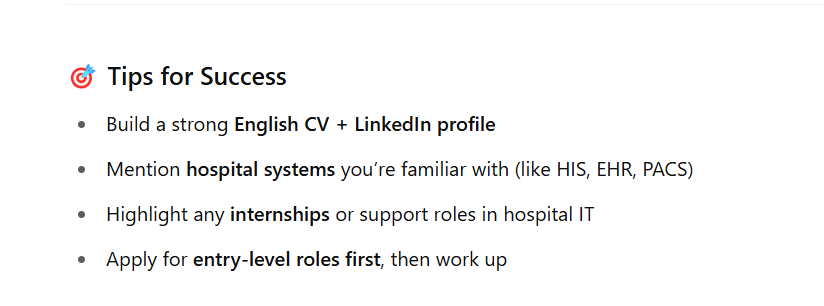 🎯 Tips for Success
• Build a strong English CV + LinkedIn profile
• Mention hospital systems you’re familiar with (like HIS, EHR, PACS)
• Highlight any internships or support roles in hospital IT
• Apply for entry-level roles first, then work up